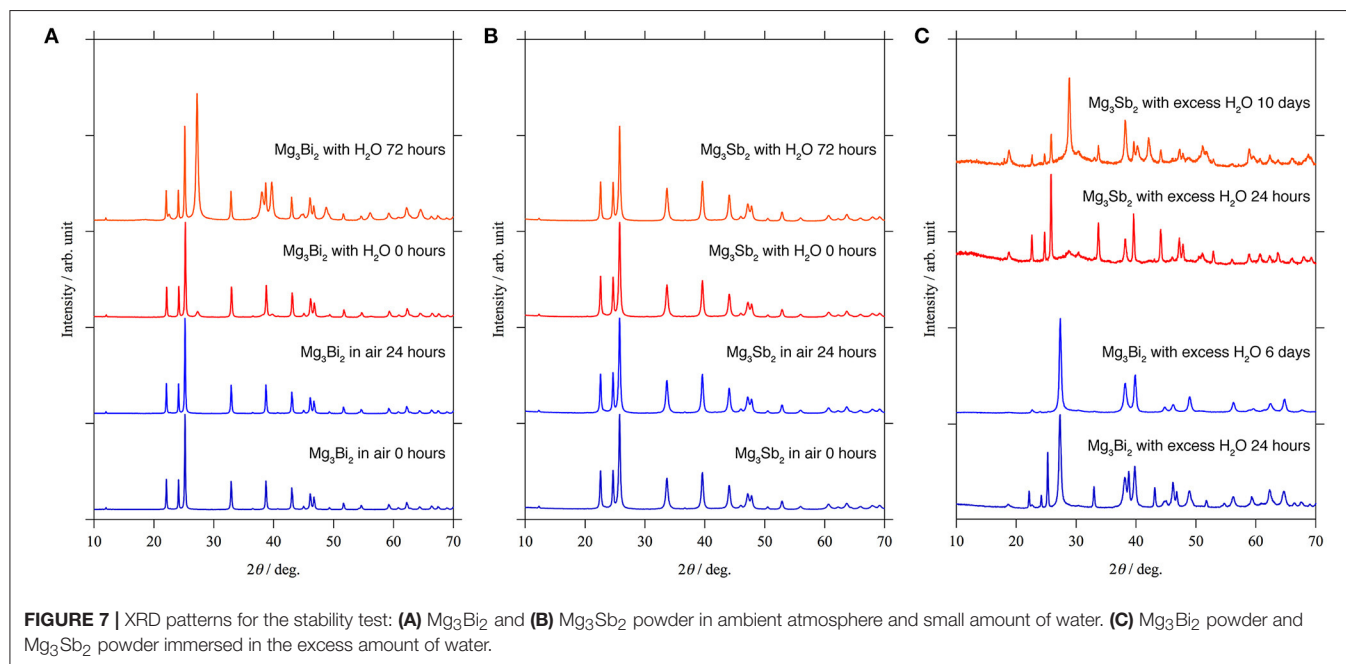 A
Mg₃Bi₂ with H₂O 72 hours
Mg₃Bi₂ with H₂O 0 hours
Mg₃Bi₂ in air 24 hours
Mg₃Bi₂ in air 0 hours
Intensity / arb. unit
10 20 30 40 50 60 70
2θ / deg.
B
Mg₃Sb₂ with H₂O 72 hours
Mg₃Sb₂ with H₂O 0 hours
Mg₃Sb₂ in air 24 hours
Mg₃Sb₂ in air 0 hours
Intensity / arb. unit
10 20 30 40 50 60 70
2θ / deg.
C
Mg₃Sb₂ with excess H₂O 10 days
Mg₃Sb₂ with excess H₂O 24 hours
Mg₃Bi₂ with excess H₂O 6 days
Mg₃Bi₂ with excess H₂O 24 hours
Intensity / arb. unit
10 20 30 40 50 60 70
2θ / deg.
FIGURE 7 | XRD patterns for the stability test: (A) Mg₃Bi₂ and (B) Mg₃Sb₂ powder in ambient atmosphere and small amount of water. (C) Mg₃Bi₂ powder and
Mg₃Sb₂ powder immersed in the excess amount of water.